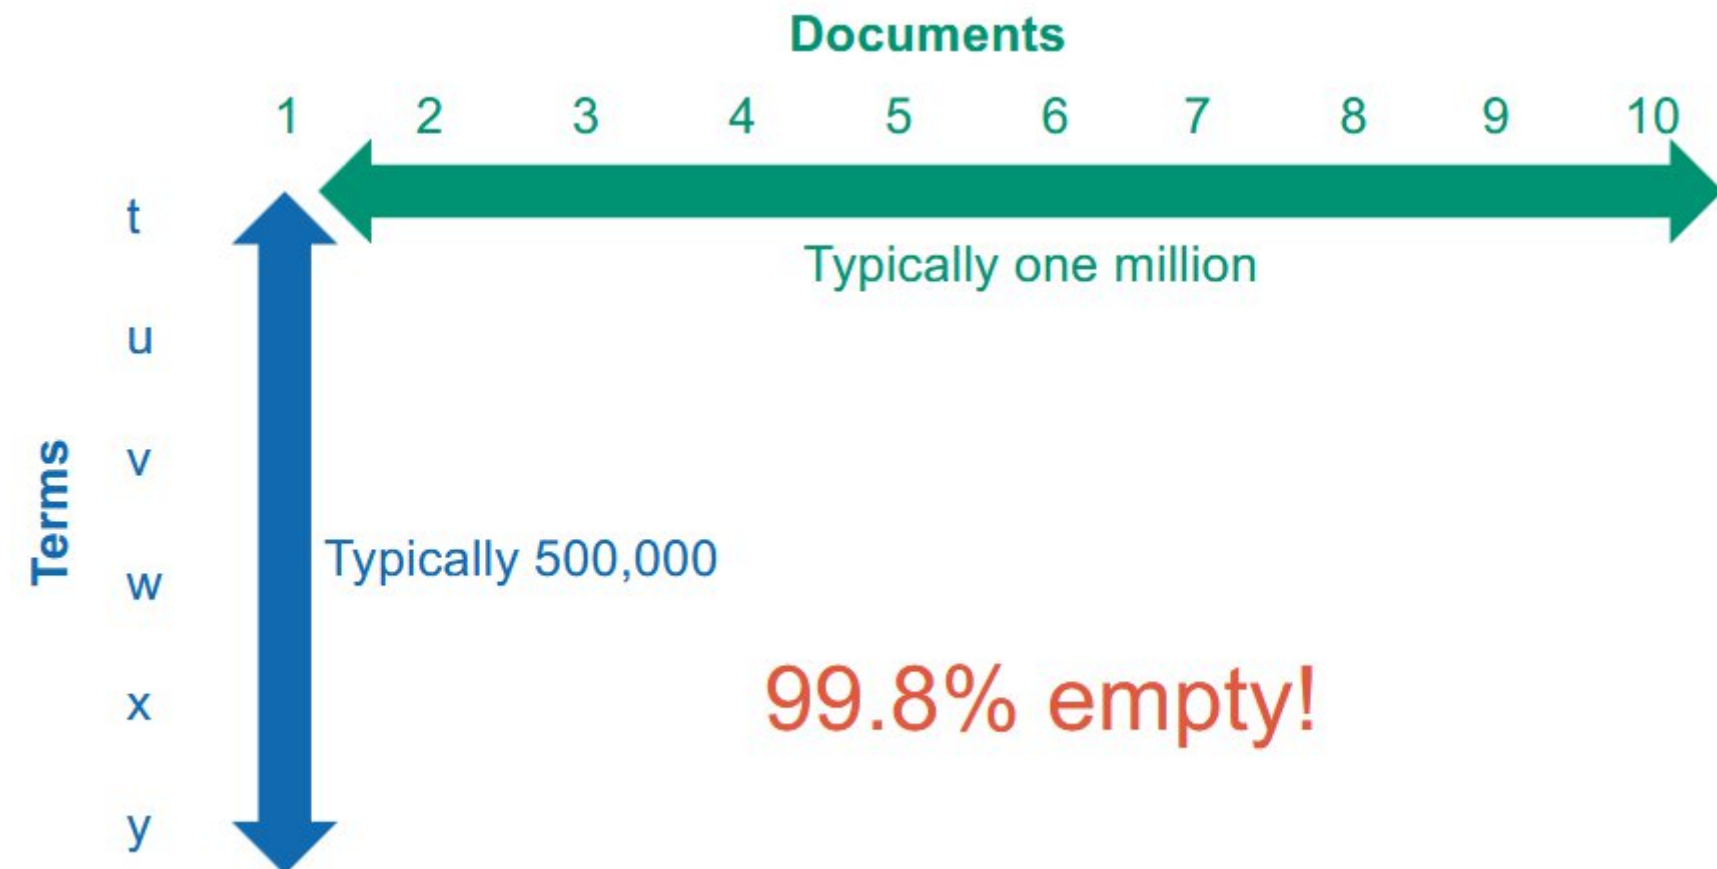 Documents
1 2 3 4 5 6 7 8 9 10
t
Typically one million
u
v
Terms
Typically 500,000
w
x
99.8% empty!
y